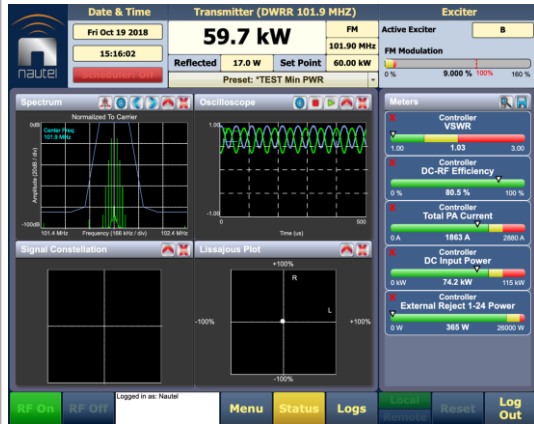 Date & Time
Transmitter (DWRR 101.9 MHZ)
Exciter
Fri Oct 19 2018
15:16:02
Scheduler: Off
nautel
59.7 kW
FM
101.90 MHz
Reflected 17.0 W Set Point 60.00 kW
Preset: *TEST Min PWR
Active Exciter B
FM Modulation
0 % 9.000 % 100% 160 %
Spectrum
Normalized To Carrier
0dB
Center Freq
101.9 MHz
Amplitude (20dB / div)
-100dB
101.4 MHz Frequency (166 kHz / div) 102.4 MHz
Oscilloscope
1.00
-1.00
0 500
Time (us)
Signal Constellation
Lissajous Plot
+100%
R
L
-100% +100%
-100%
Meters
Controller
VSWR
1.00 1.03 3.00
Controller
DC-RF Efficiency
0 % 80.5 % 100 %
Controller
Total PA Current
0 A 1863 A 2880 A
Controller
DC Input Power
0 kW 74.2 kW 115 kW
Controller
External Reject 1-24 Power
0 W 365 W 26000 W
RF On
RF Off
Logged in as: Nautel
Menu
Status
Logs
Local
Remote
Reset
Log
Out